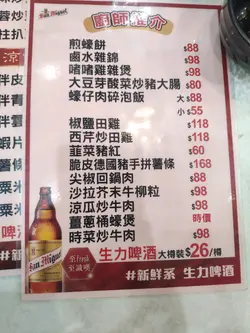 San Miguel
廚師推介
煎蠔餅 $88
鹵水雜錦 $98
啫啫雞雜煲 $98
大豆芽酸菜炒豬大腸 $80
蠔仔肉碎泡飯 大$88
小$55
椒鹽田雞 $118
西芹炒田雞 $118
韮菜豬紅 $60
脆皮德國豬手拼薯條 $168
尖椒回鍋肉 $88
沙拉芥末牛柳粒 $98
涼瓜炒牛肉 $98
薑蔥桶蠔煲 時價
時菜炒牛肉 $98
生力啤酒 大樽裝 $26/樽
#新鮮系 生力啤酒
San Miguel